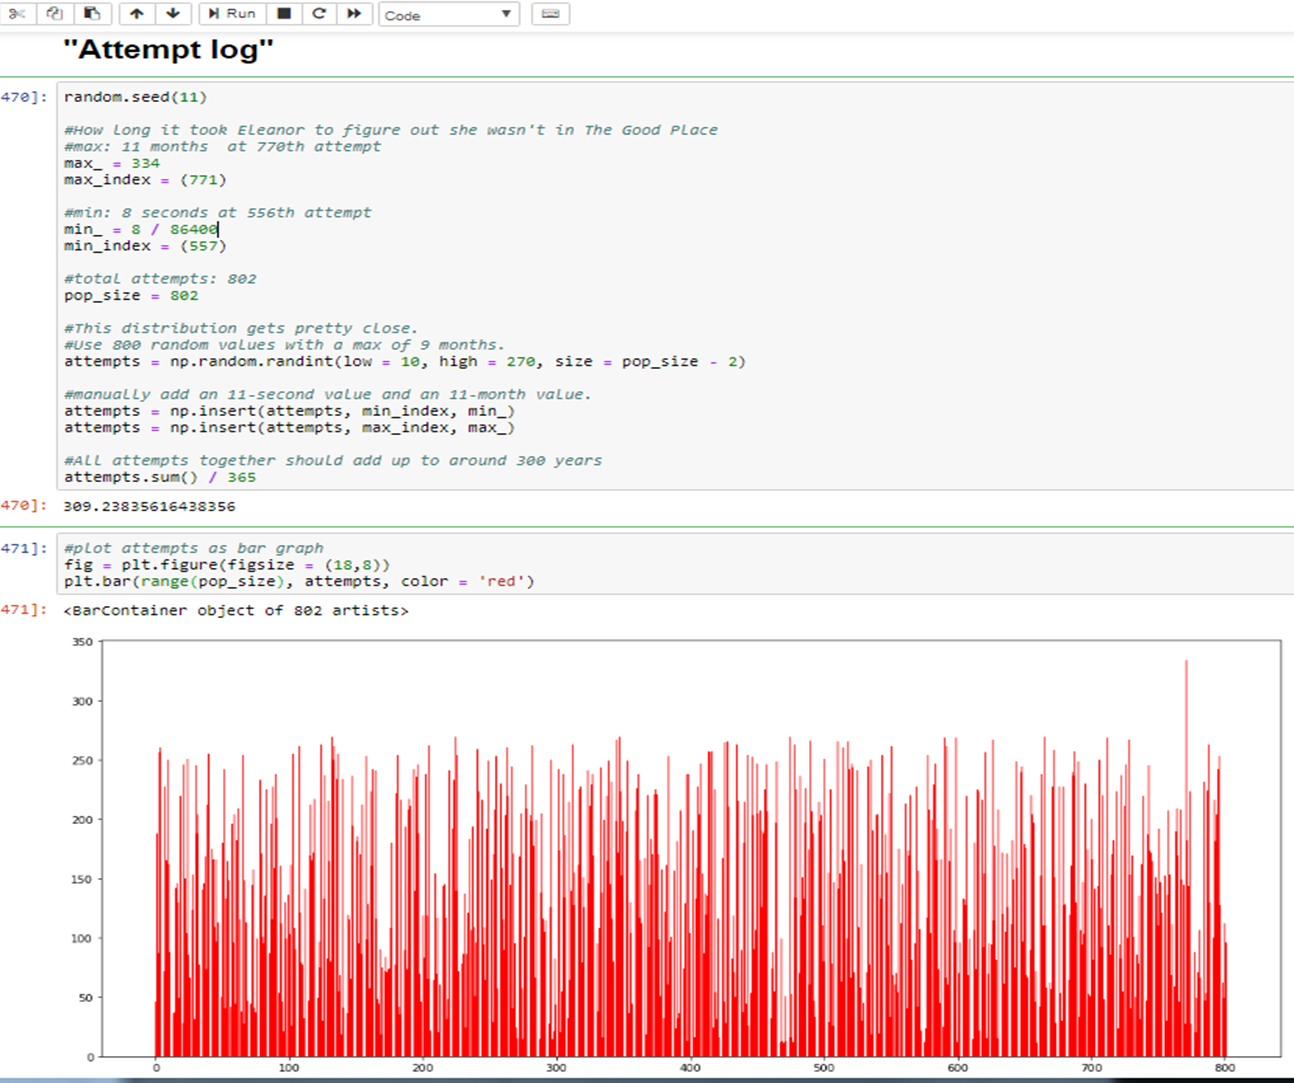 Run
Code
"Attempt log"
470]:
random.seed(11)
#How long it took Eleanor to figure out she wasn't in The Good Place
#max: 11 months  at 770th attempt
max_ = 334
max_index = (771)
#min: 8 seconds at 556th attempt
min_ = 8 / 86400
min_index = (557)
#total attempts: 802
pop_size = 802
#This distribution gets pretty close.
#Use 800 random values with a max of 9 months.
attempts = np.random.randint(low = 10, high = 270, size = pop_size - 2)
#manually add an 11-second value and an 11-month value.
attempts = np.insert(attempts, min_index, min_)
attempts = np.insert(attempts, max_index, max_)
#All attempts together should add up to around 300 years
attempts.sum() / 365
470]: 309.23835616438356
471]:
#plot attempts as bar graph
fig = plt.figure(figsize = (18,8))
plt.bar(range(pop_size), attempts, color = 'red')
471]: <BarContainer object of 802 artists>
350
300
250
200
150
100
50
0
0 100 200 300 400 500 600 700 800